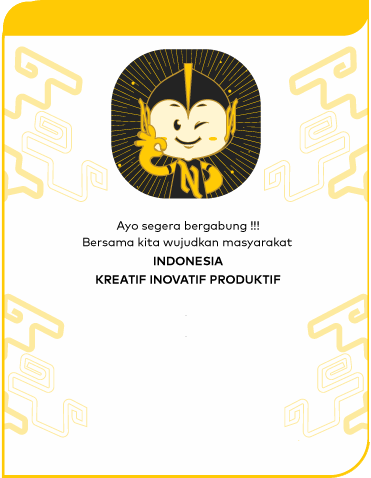 Ayo segera bergabung !!!
Bersama kita wujudkan masyarakat
INDONESIA
KREATIF INOVATIF PRODUKTIF